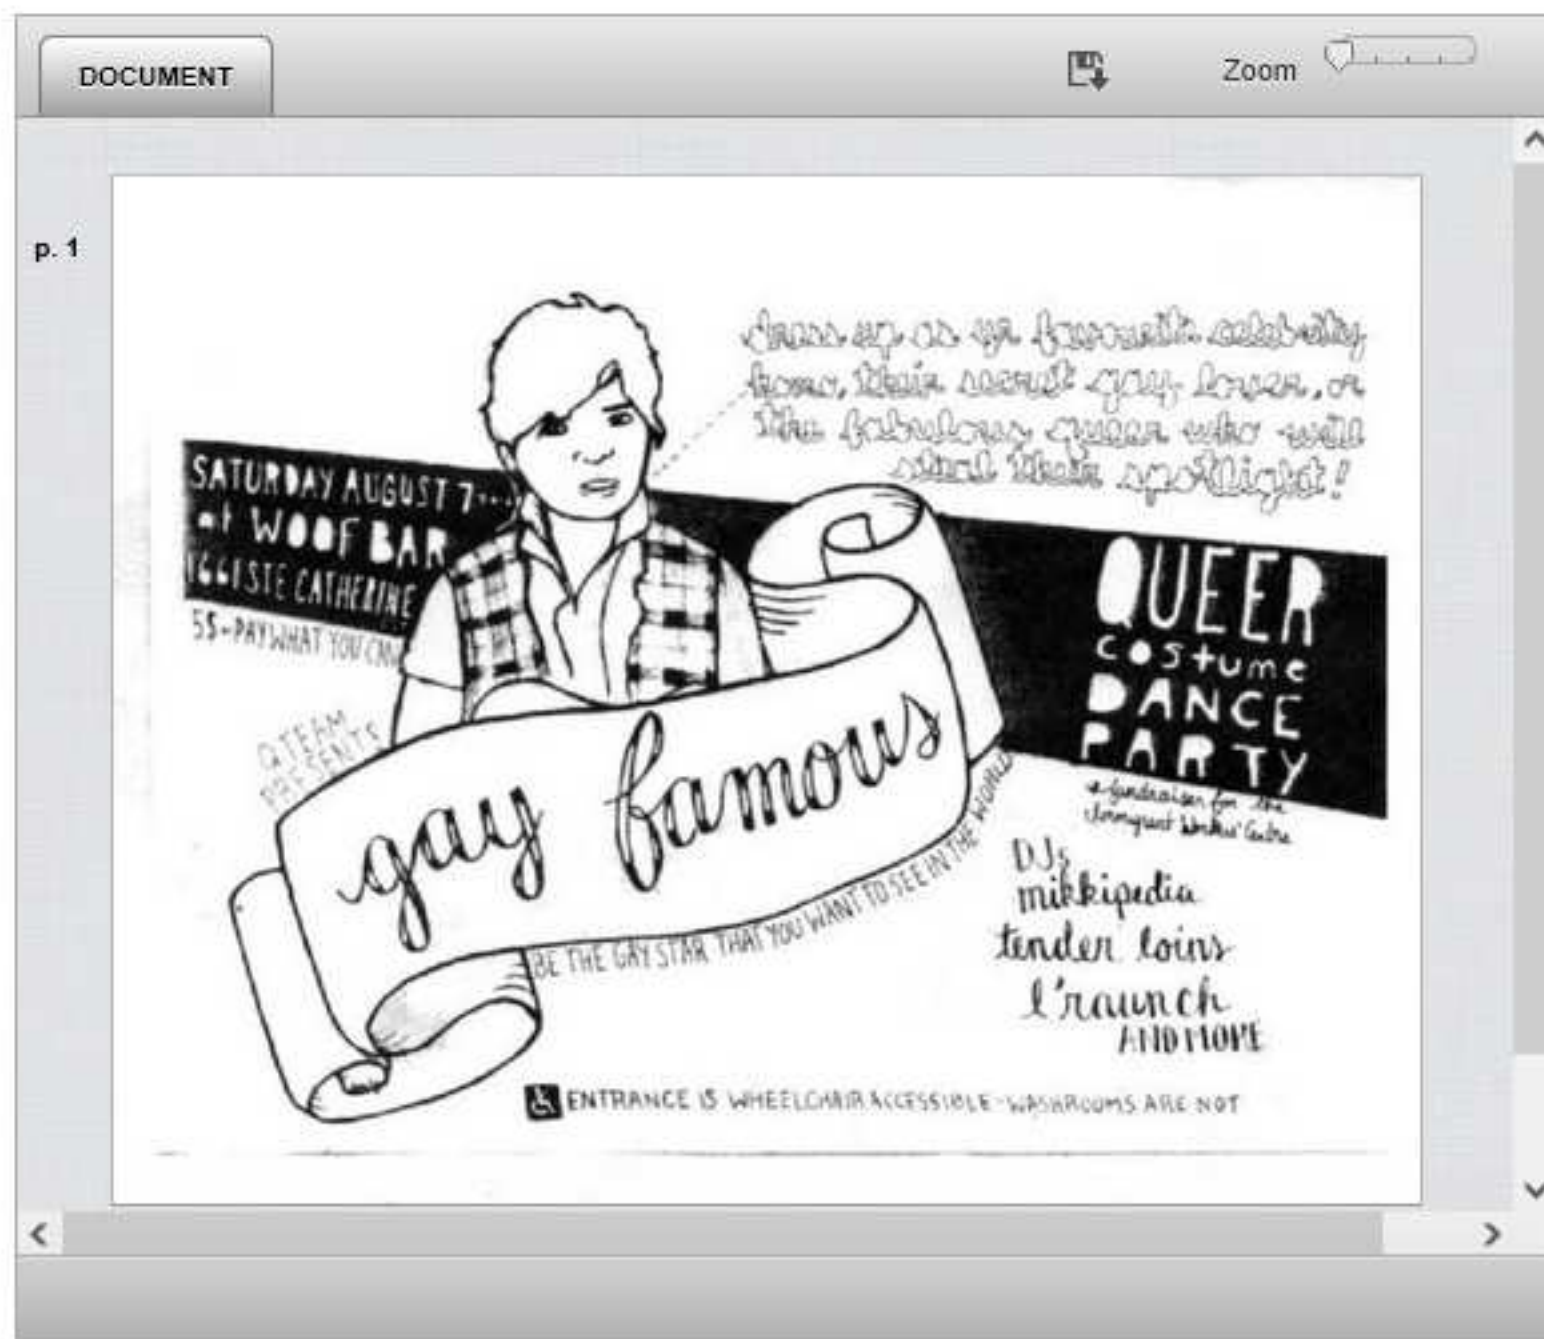 DOCUMENT
Zoom
p. 1
dress up as yr favourite celebrity
homo, their secret gay lover, or
the fabulous queer who will
steal their spotlight!
SATURDAY AUGUST 7....
at WOOF BAR
1661 STE CATHERINE
5$-PAY WHAT YOU CAN
QUEER
costume
DANCE
PARTY
a fundraiser for the
Immigrant Workers' Centre
QTEAM
PRESENTS
gay famous
BE THE GAY STAR THAT YOU WANT TO SEE IN THE WORLD
DJs
mikkipedia
tender loins
l'raunch
AND MORE
ENTRANCE IS WHEELCHAIR ACCESSIBLE - WASHROOMS ARE NOT